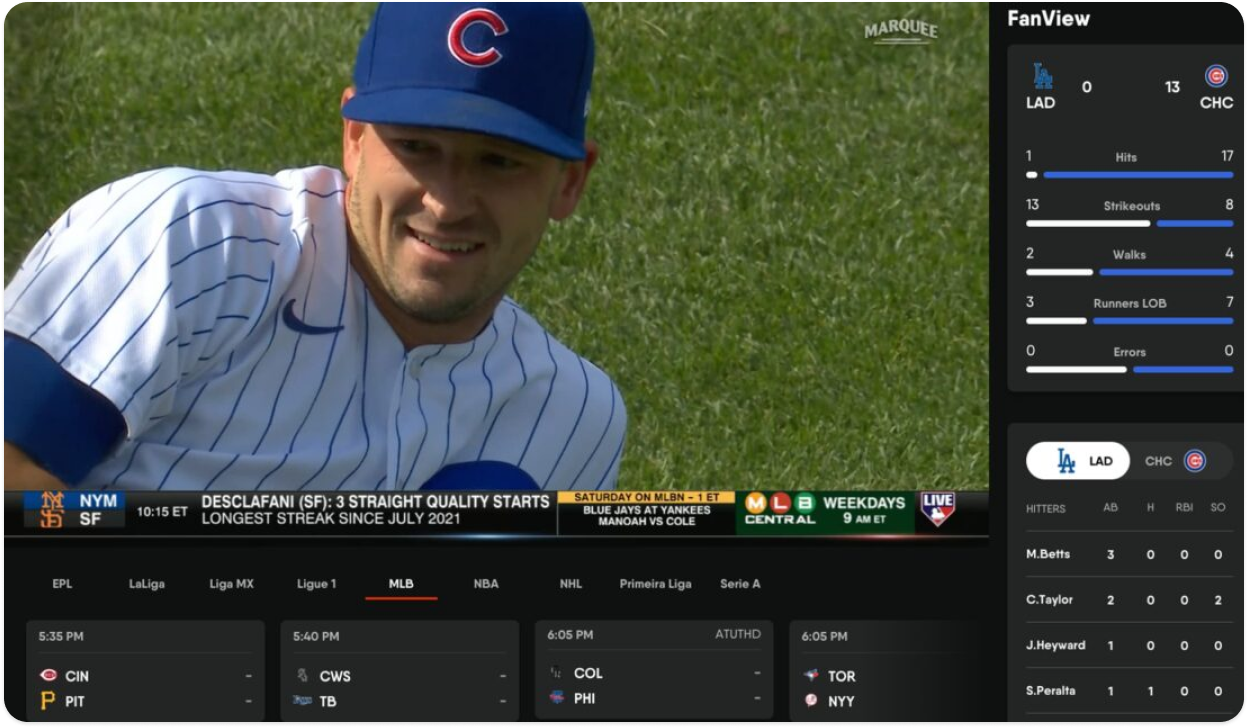 C
MARQUEE
NYM
SF
10:15 ET
DESCLAFANI (SF): 3 STRAIGHT QUALITY STARTS
LONGEST STREAK SINCE JULY 2021
SATURDAY ON MLBN - 1 ET
BLUE JAYS AT YANKEES
MANOAH VS COLE
MLB
CENTRAL
WEEKDAYS
9 AM ET
LIVE
EPL LaLiga Liga MX Ligue 1 MLB NBA NHL Primeira Liga Serie A
5:35 PM
CIN -
PIT -
5:40 PM
CWS -
TB -
6:05 PM ATUTHD
COL -
PHI -
6:05 PM
TOR
NYY
FanView
LA 0 13
LAD CHC
1 Hits 17
13 Strikeouts 8
2 Walks 4
3 Runners LOB 7
0 Errors 0
LA LAD CHC
HITTERS AB H RBI SO
M.Betts 3 0 0 0
C.Taylor 2 0 0 2
J.Heyward 1 0 0 0
S.Peralta 1 1 0 0